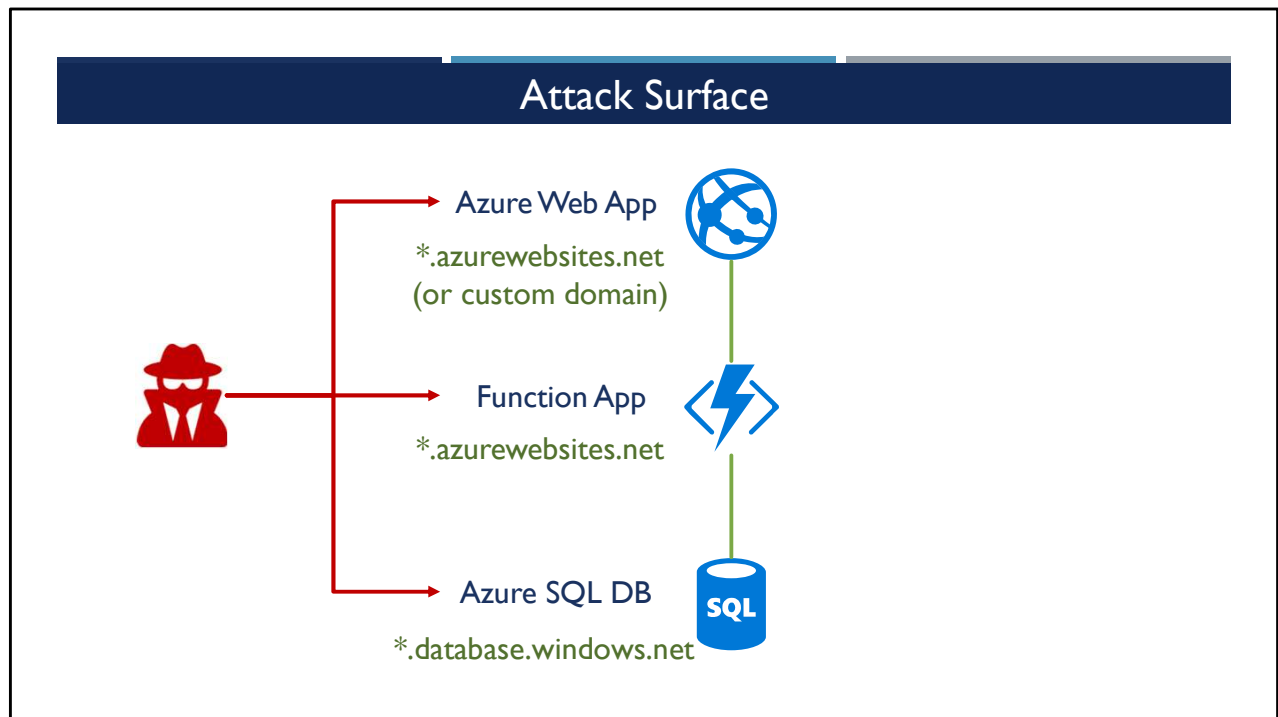 Attack Surface
Azure Web App
*.azurewebsites.net
(or custom domain)
Function App
*.azurewebsites.net
Azure SQL DB
SQL
*.database.windows.net